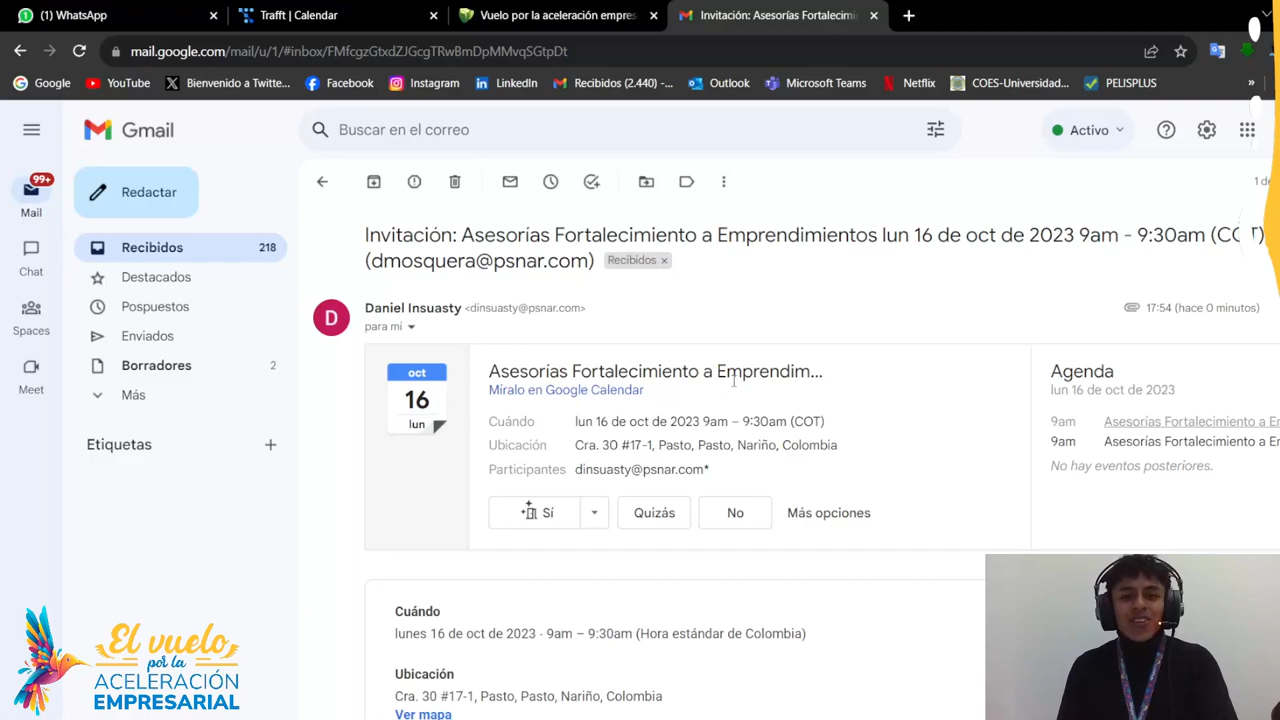 (1) WhatsApp
Trafft | Calendar
Vuelo por la aceleración empres
Invitación: Asesorías Fortalecimi
mail.google.com/mail/u/1/#inbox/FMfcgzGtxdZJGcgTRwBmDpMMvqSGtpDt
Google
YouTube
Bienvenido a Twitte...
Facebook
Instagram
LinkedIn
Recibidos (2.440) -...
Outlook
Microsoft Teams
Netflix
COES-Universidad...
PELISPLUS
»
Gmail
Buscar en el correo
Activo
99+
Mail
Chat
Spaces
Meet
Redactar
Recibidos 218
Destacados
Pospuestos
Enviados
Borradores 2
Más
Etiquetas
Invitación: Asesorías Fortalecimiento a Emprendimientos lun 16 de oct de 2023 9am - 9:30am (COT)
(dmosquera@psnar.com) Recibidos ×
D
Daniel Insuasty <dinsuasty@psnar.com>
17:54 (hace 0 minutos)
para mí
oct
16
lun
Asesorías Fortalecimiento a Emprendim...
Míralo en Google Calendar
Cuándo lun 16 de oct de 2023 9am – 9:30am (COT)
Ubicación Cra. 30 #17-1, Pasto, Pasto, Nariño, Colombia
Participantes dinsuasty@psnar.com*
Sí
Quizás
No
Más opciones
Agenda
lun 16 de oct de 2023
9am Asesorías Fortalecimiento a E
9am Asesorías Fortalecimiento a E
No hay eventos posteriores.
Cuándo
lunes 16 de oct de 2023 · 9am – 9:30am (Hora estándar de Colombia)
Ubicación
Cra. 30 #17-1, Pasto, Pasto, Nariño, Colombia
Ver mapa
El vuelo
por la
ACELERACIÓN
EMPRESARIAL